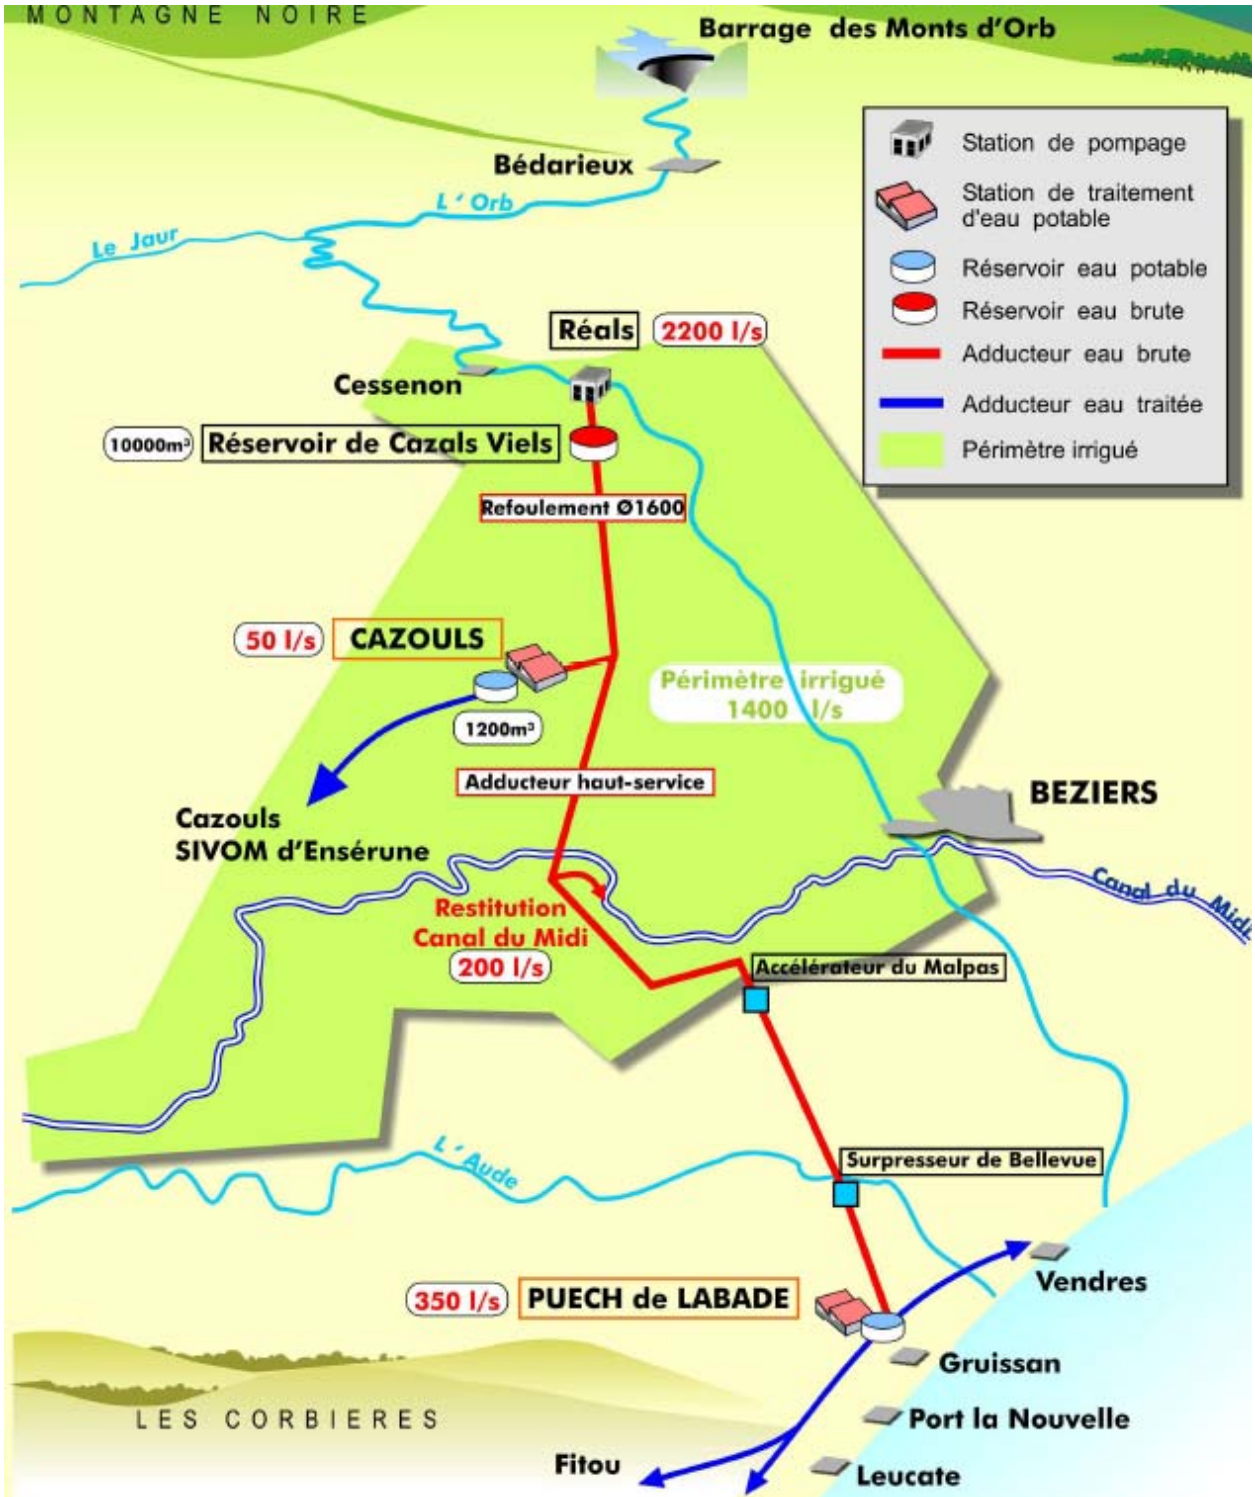 MONTAGNE NOIRE
Barrage des Monts d'Orb
Station de pompage
Station de traitement
d'eau potable
Réservoir eau potable
Réservoir eau brute
Adducteur eau brute
Adducteur eau traitée
Périmètre irrigué
Bédarieux
L'Orb
Le Jaur
Réals
2200 l/s
Cessenon
10000m³
Réservoir de Cazals Viels
Refoulement Ø1600
50 l/s
CAZOULS
Périmètre irrigué
1400 l/s
1200m³
Adducteur haut-service
BEZIERS
Cazouls
SIVOM d'Ensérune
Canal du Midi
Restitution
Canal du Midi
200 l/s
Accélérateur du Malpas
L'Aude
Surpresseur de Bellevue
Vendres
350 l/s
PUECH de LABADE
Gruissan
LES CORBIERES
Port la Nouvelle
Fitou
Leucate